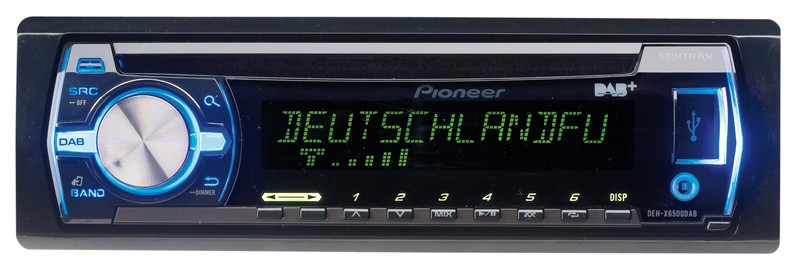 MIXTRAX
Pioneer
DAB+
SRC
OFF
DEUTSCHLANDFU
DAB
BAND
DIMMER
1 2 3 4 5 6 DISP
MIX
DEH-X6500DAB